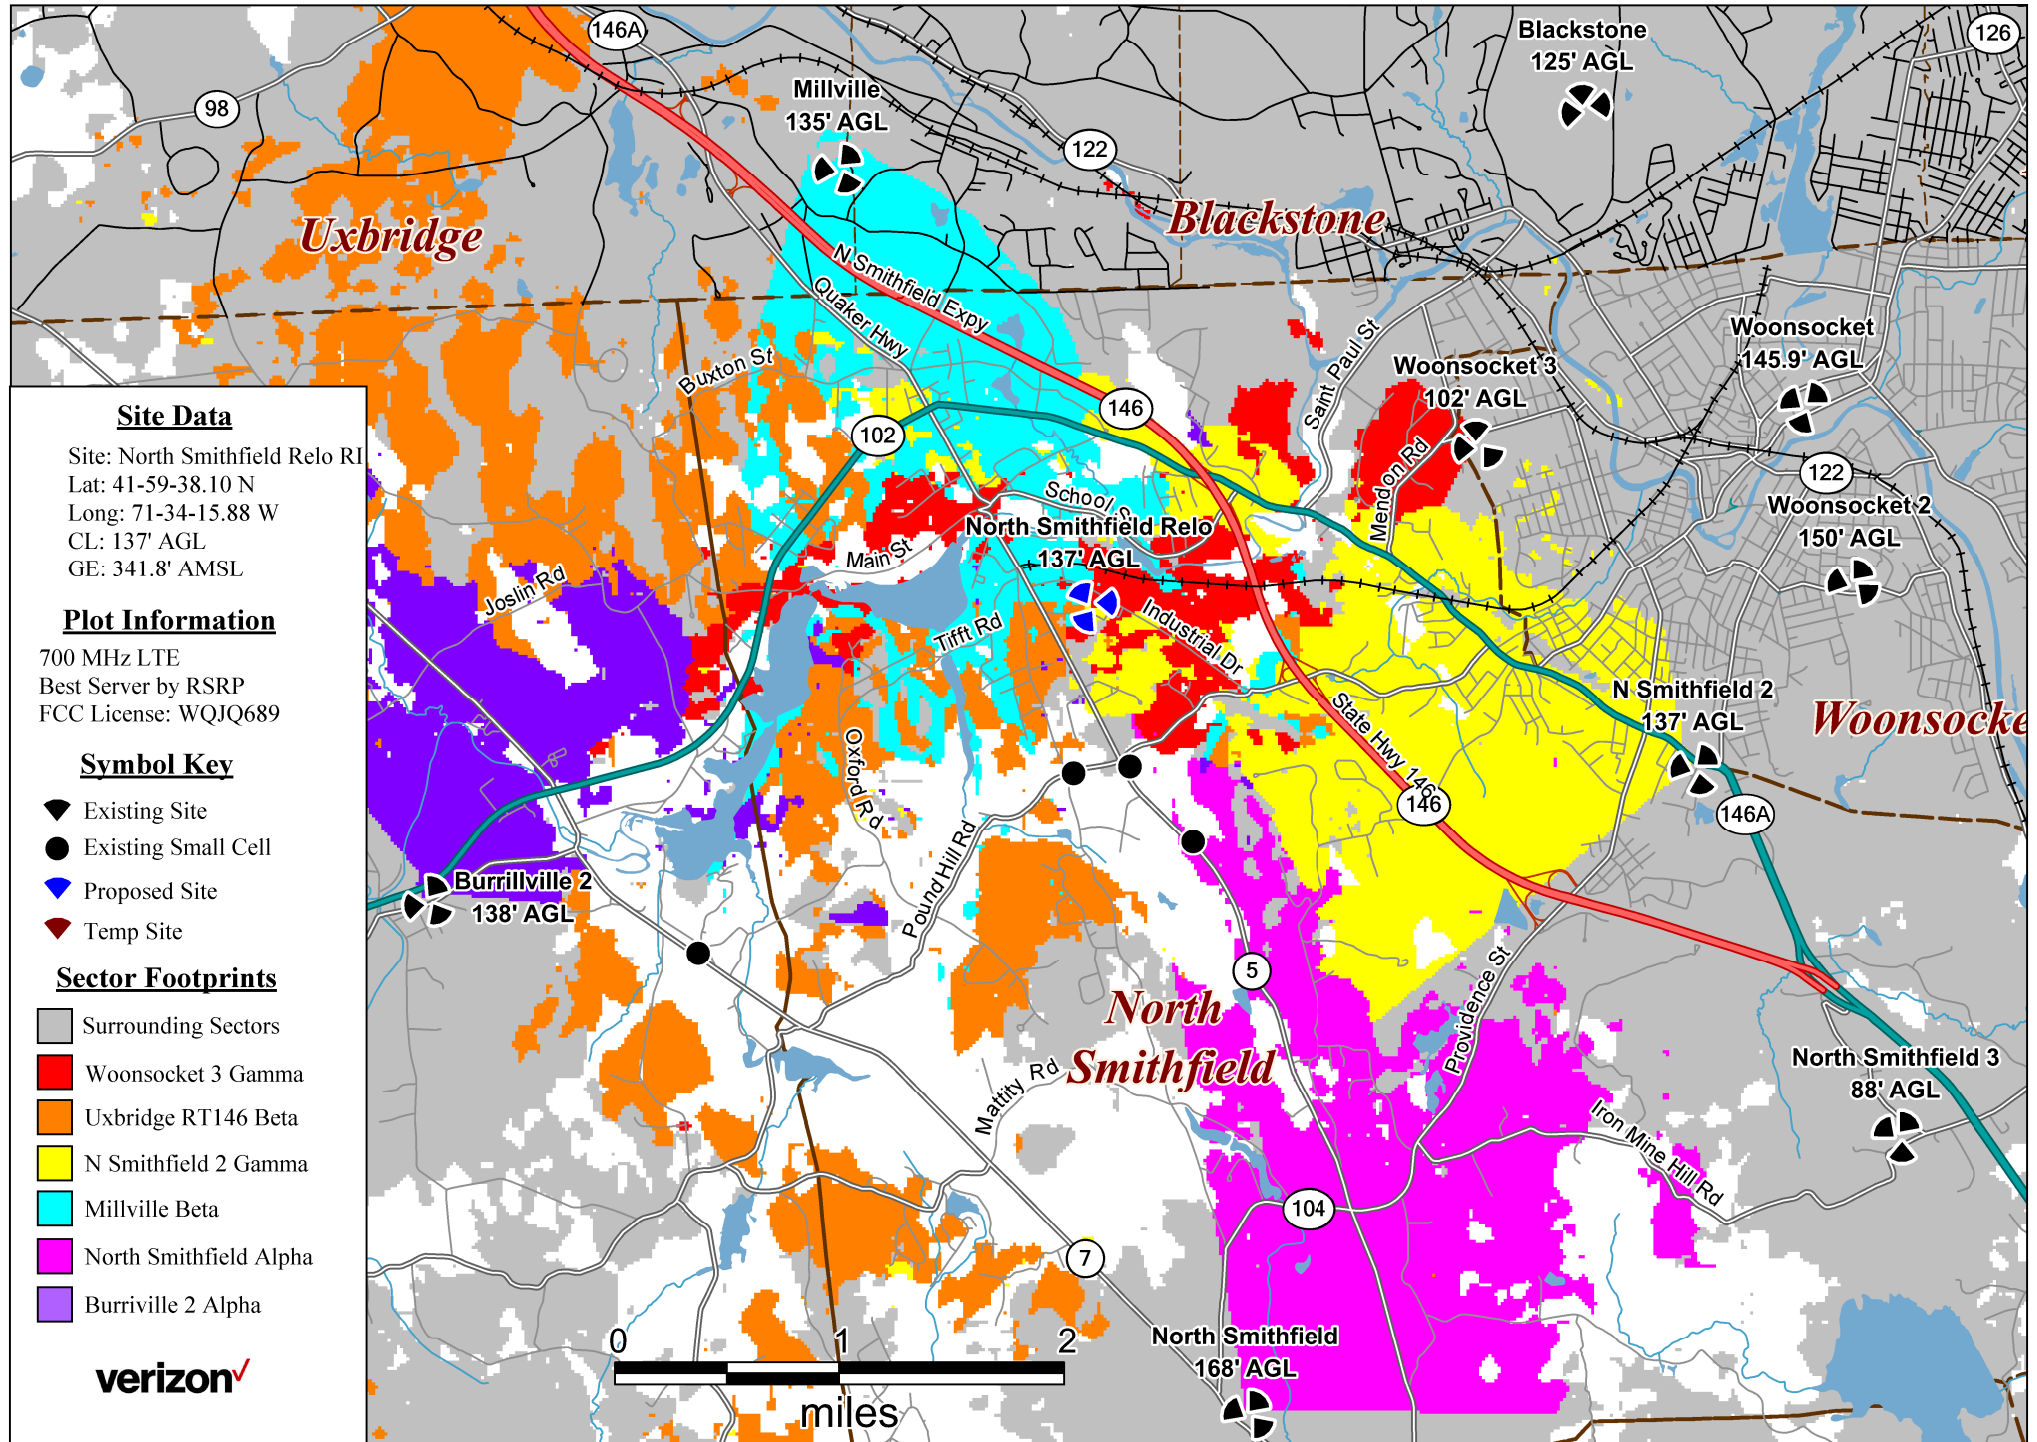 146A
126
98
122
Millville
135' AGL
Blackstone
125' AGL
Uxbridge
Blackstone
N Smithfield Expy
Quaker Hwy
Buxton St
Saint Paul St
Woonsocket
145.9' AGL
Woonsocket 3
102' AGL
146
102
122
Mendon Rd
School S
Woonsocket 2
150' AGL
North Smithfield Relo
137' AGL
Main St
Joslin Rd
Industrial Dr
Tifft Rd
N Smithfield 2
137' AGL
Woonsocke
State Hwy 146
146
146A
Oxford Rd
Pound Hill Rd
Burrillville 2
138' AGL
5
North
Smithfield
Providence St
Mattity Rd
North Smithfield 3
88' AGL
Iron Mine Hill Rd
104
7
North Smithfield
168' AGL
0
1
2
miles
Site Data
Site: North Smithfield Relo RI
Lat: 41-59-38.10 N
Long: 71-34-15.88 W
CL: 137' AGL
GE: 341.8' AMSL
Plot Information
700 MHz LTE
Best Server by RSRP
FCC License: WQJQ689
Symbol Key
Existing Site
Existing Small Cell
Proposed Site
Temp Site
Sector Footprints
Surrounding Sectors
Woonsocket 3 Gamma
Uxbridge RT146 Beta
N Smithfield 2 Gamma
Millville Beta
North Smithfield Alpha
Burriville 2 Alpha
verizon